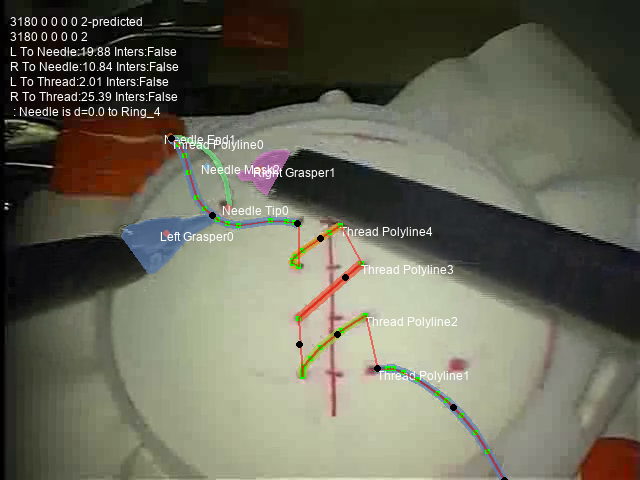 3180 0 0 0 0 2-predicted
3180 0 0 0 0 2
L To Needle:19.88 Inters:False
R To Needle:10.84 Inters:False
L To Thread:2.01 Inters:False
R To Thread:25.39 Inters:False
: Needle is d=0.0 to Ring_4
Needle End1
Thread Polyline0
Needle Mask2
Right Grasper1
Needle Tip0
Left Grasper0
Thread Polyline4
Thread Polyline3
Thread Polyline2
Thread Polyline1